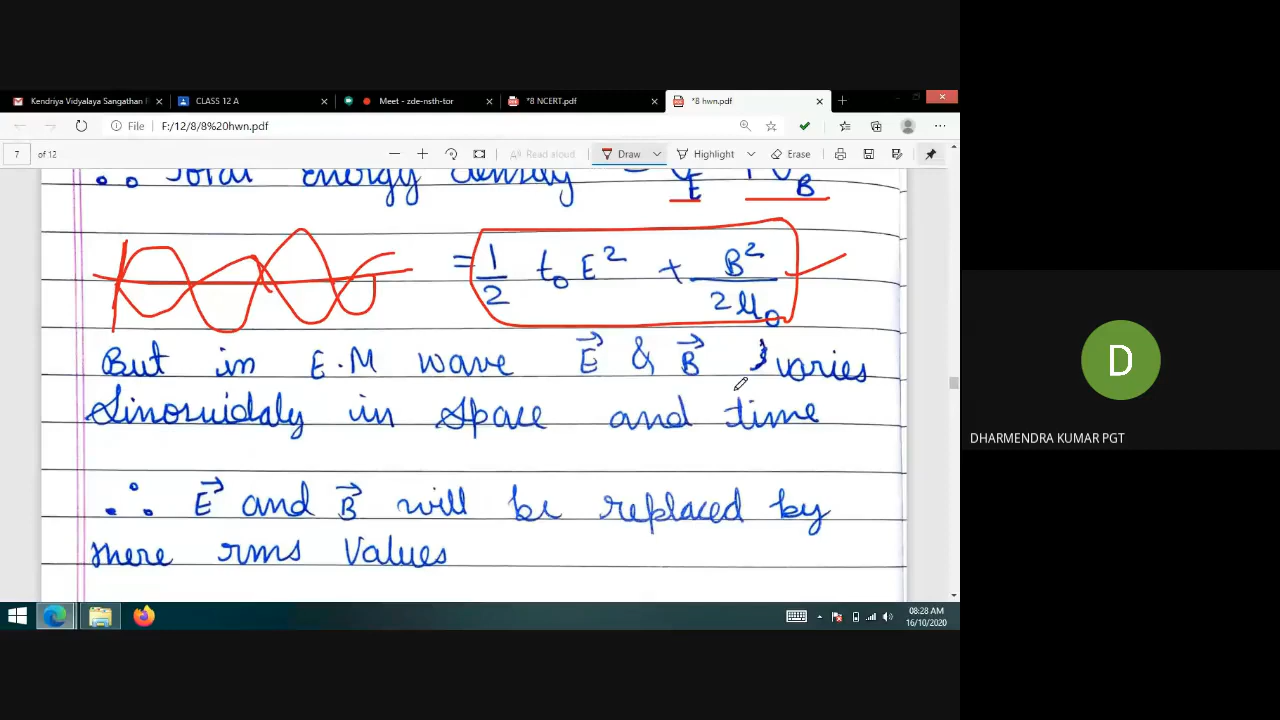 Kendriya Vidyalaya Sangathan
CLASS 12 A
Meet - zde-nsth-tor
*8 NCERT.pdf
*8 hwn.pdf
File
F:/12/8/8%20hwn.pdf
7 of 12
Read aloud
Draw
Highlight
Erase
∴ Total energy density = U_E + U_B
= 1/2 ϵ₀ E² + B²/2μ₀
But in E.M wave E⃗ & B⃗ varies
Sinosuidaly in space and time
∴ E⃗ and B⃗ will be replaced by
there rms Values
D
DHARMENDRA KUMAR PGT
08:28 AM
16/10/2020